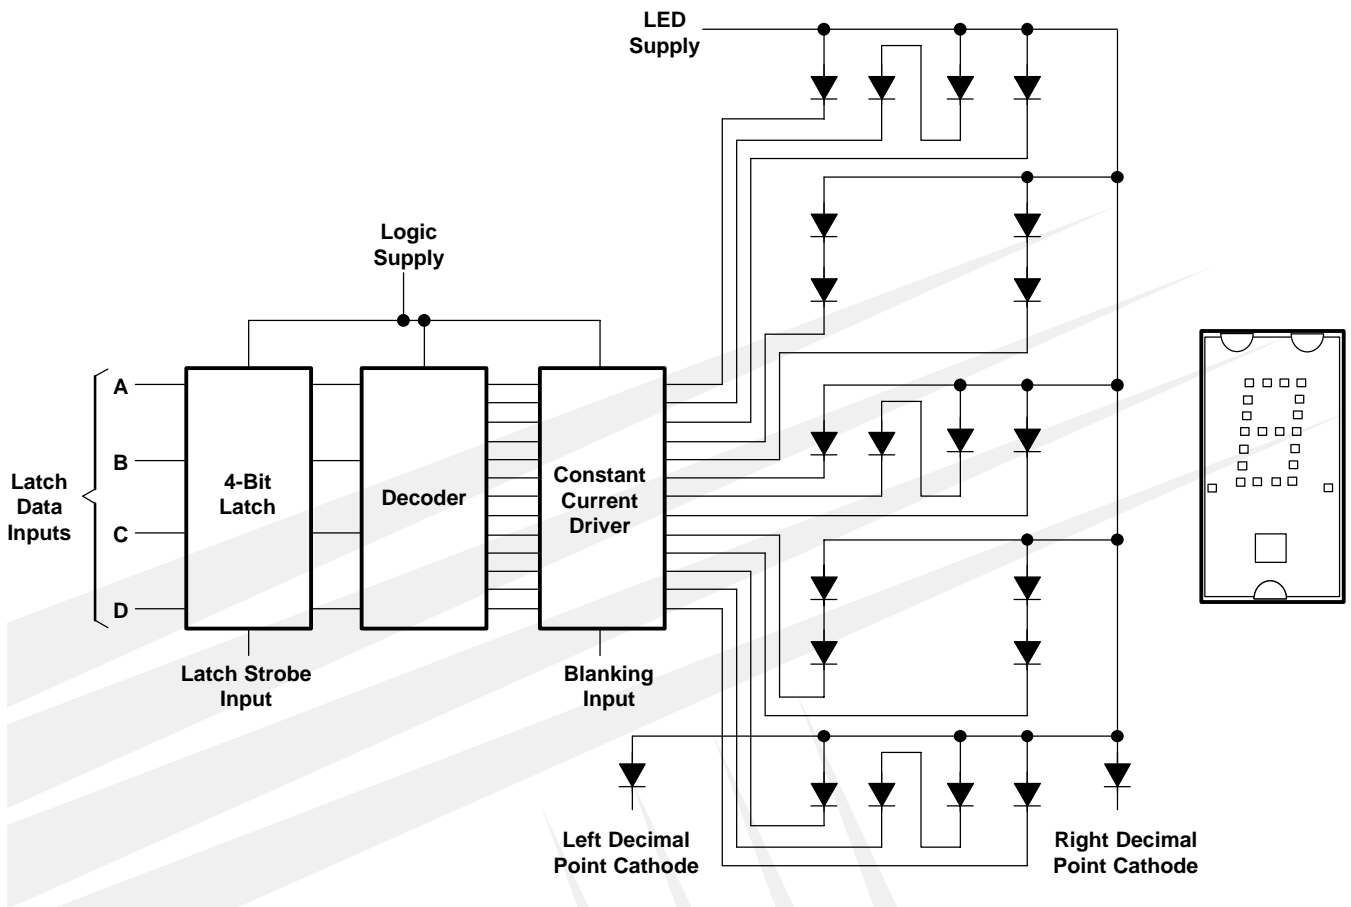 LED
Supply
Logic
Supply
A
B
C
D
Latch
Data
Inputs
4-Bit
Latch
Decoder
Constant
Current
Driver
Latch Strobe
Input
Blanking
Input
Left Decimal
Point Cathode
Right Decimal
Point Cathode